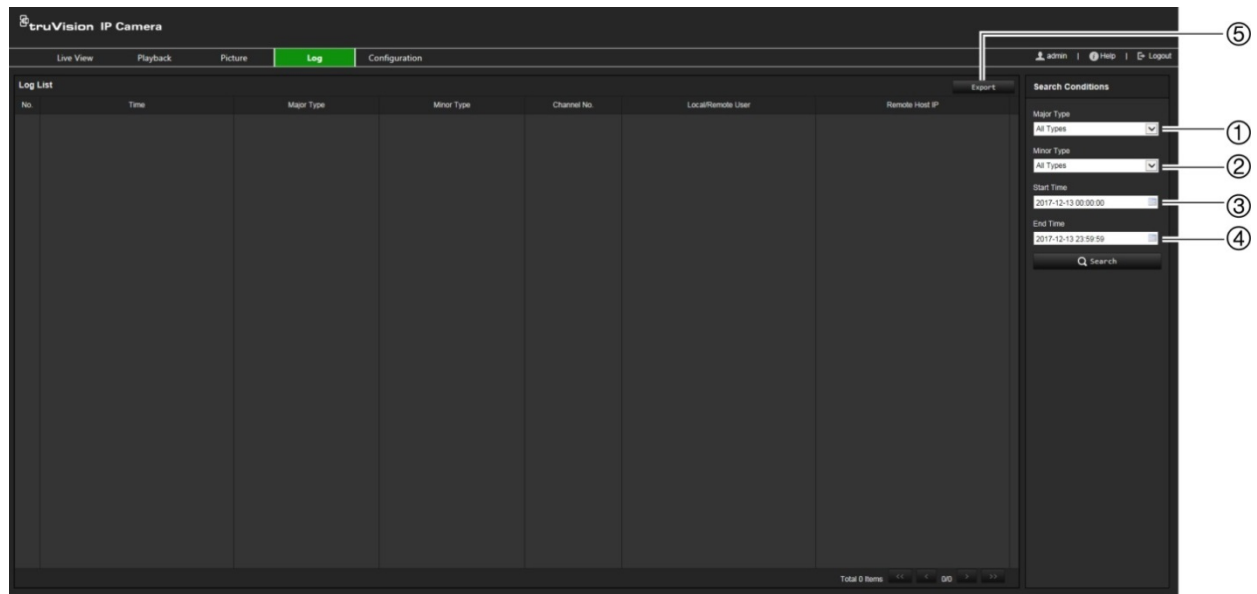 truVision IP Camera
⑤
Live View Playback Picture Log Configuration admin | Help | Logout
Log List Export Search Conditions
No. Time Major Type Minor Type Channel No. Local/Remote User Remote Host IP
Major Type
All Types ①
Minor Type
All Types ②
Start Time
2017-12-13 00:00:00 ③
End Time
2017-12-13 23:59:59 ④
Search
Total 0 Items << < 0/0 > >>